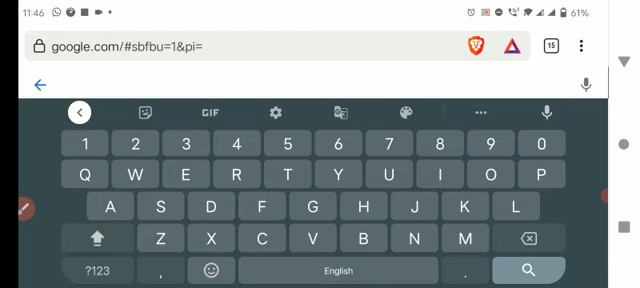 11:46
61%
google.com/#sbfbu=1&pi=
15
GIF
1 2 3 4 5 6 7 8 9 0
Q W E R T Y U I O P
A S D F G H J K L
Z X C V B N M
?123 , English .